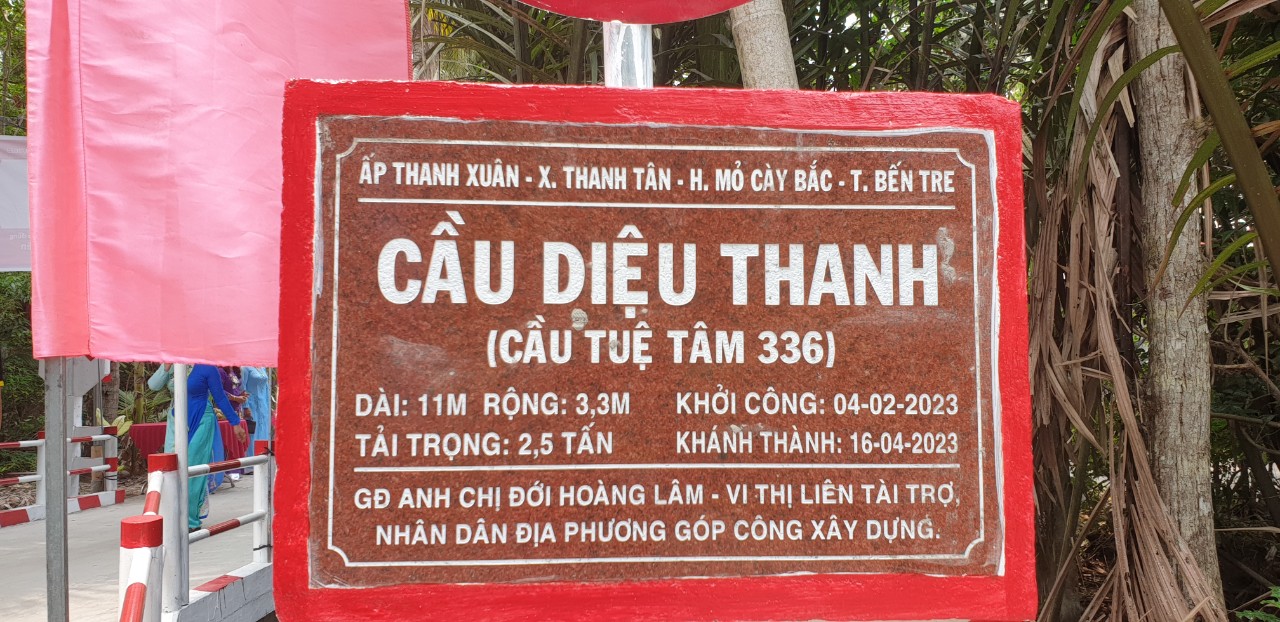 ẤP THANH XUÂN - X. THANH TÂN - H. MỎ CÀY BẮC - T. BẾN TRE
CẦU DIỆU THANH
(CẦU TUỆ TÂM 336)
DÀI: 11M RỘNG: 3,3M KHỞI CÔNG: 04-02-2023
TẢI TRỌNG: 2,5 TẤN KHÁNH THÀNH: 16-04-2023
GĐ ANH CHỊ ĐỚI HOÀNG LÂM - VI THỊ LIÊN TÀI TRỢ,
NHÂN DÂN ĐỊA PHƯƠNG GÓP CÔNG XÂY DỰNG.